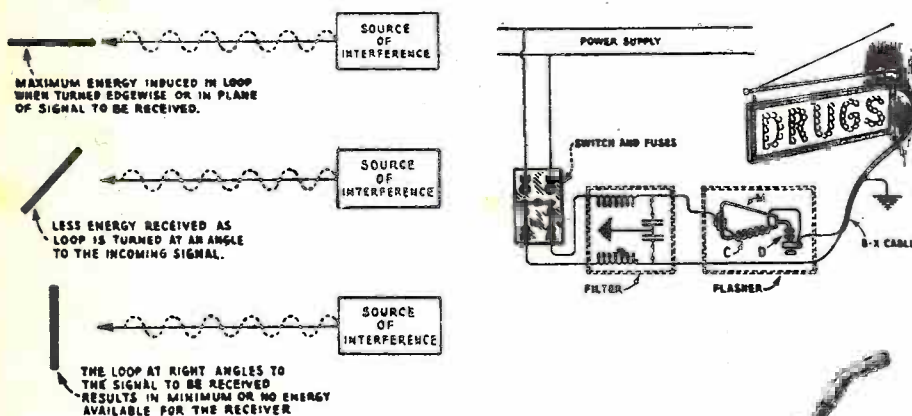 SOURCE
OF
INTERFERENCE
MAXIMUM ENERGY INDUCED IN LOOP
WHEN TURNED EDGEWISE OR IN PLANE
OF SIGNAL TO BE RECEIVED.
SOURCE
OF
INTERFERENCE
LESS ENERGY RECEIVED AS
LOOP IS TURNED AT AN ANGLE
TO THE INCOMING SIGNAL.
SOURCE
OF
INTERFERENCE
THE LOOP AT RIGHT ANGLES TO
THE SIGNAL TO BE RECEIVED
RESULTS IN MINIMUM OR NO ENERGY
AVAILABLE FOR THE RECEIVER
POWER SUPPLY
DRUGS
SWITCH AND FUSES
M
C D
B-X CABLE
FILTER
FLASHER